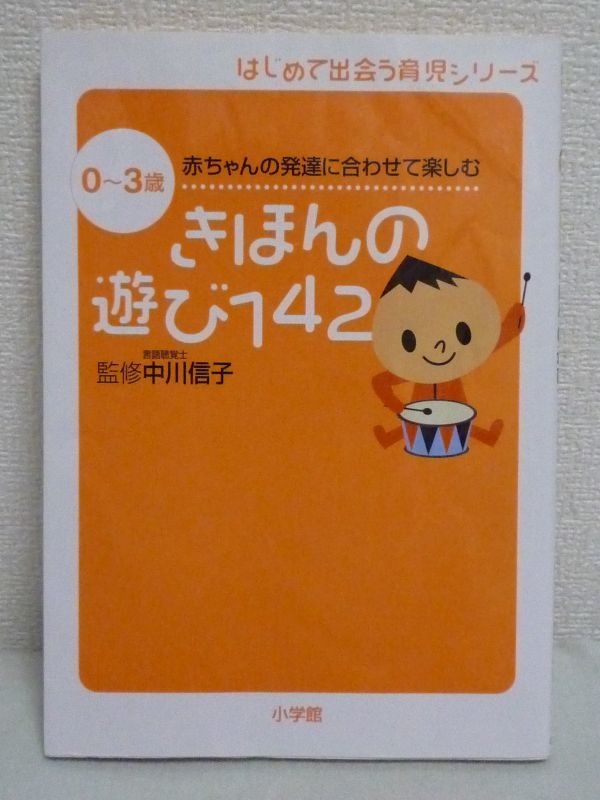 はじめて出会う育児シリーズ
0～3歳
赤ちゃんの発達に合わせて楽しむ
きほんの
遊び142
言語聴覚士
監修中川信子
小学館